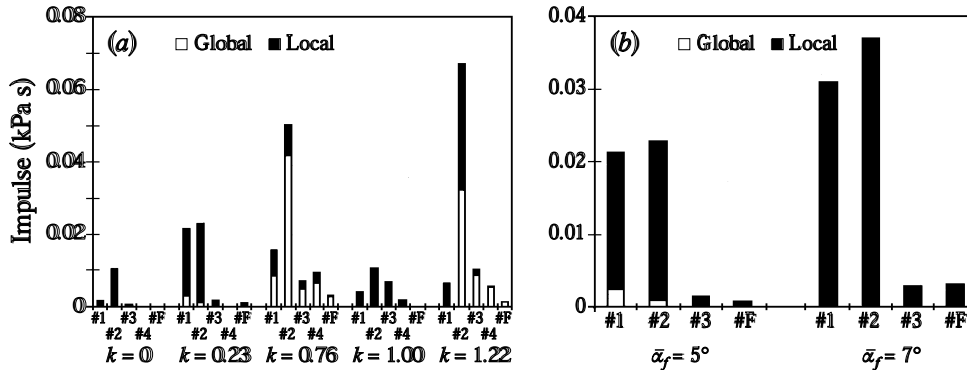 0.08
(a)
Global
Local
0.06
0.04
0.02
0
Impulse (kPa s)
#1 #3 #F #1 #3 #F #1 #3 #F #1 #3 #F #1 #3 #F
#2 #4 #2 #4 #2 #4 #2 #4 #2 #4
k = 0
k = 0.23
k = 0.76
k = 1.00
k = 1.22
0.04
(b)
Global
Local
0.03
0.02
0.01
0
#1 #2 #3 #F #1 #2 #3 #F
ᾱf = 5°
ᾱf = 7°